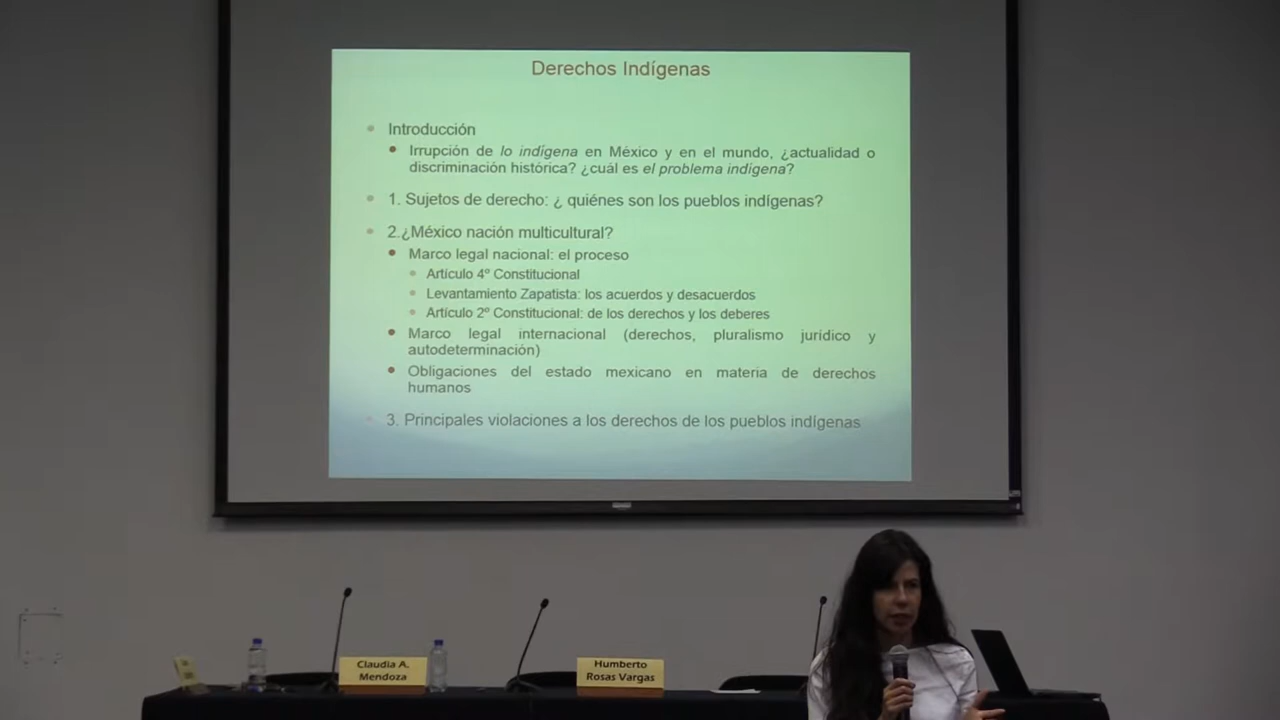 Derechos Indígenas
Introducción
Irrupción de lo indígena en México y en el mundo, ¿actualidad o
discriminación histórica? ¿cuál es el problema indígena?
1. Sujetos de derecho: ¿ quiénes son los pueblos indígenas?
2.¿México nación multicultural?
Marco legal nacional: el proceso
Artículo 4º Constitucional
Levantamiento Zapatista: los acuerdos y desacuerdos
Artículo 2º Constitucional: de los derechos y los deberes
Marco legal internacional (derechos, pluralismo jurídico y
autodeterminación)
Obligaciones del estado mexicano en materia de derechos
humanos
3. Principales violaciones a los derechos de los pueblos indígenas
Claudia A.
Mendoza
Humberto
Rosas Vargas